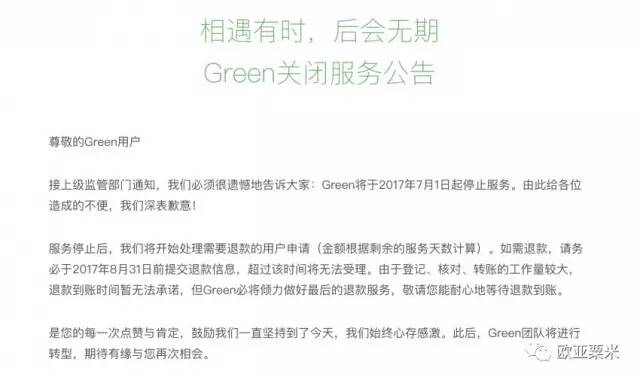 相遇有时，后会无期
Green关闭服务公告
尊敬的Green用户
接上级监管部门通知，我们必须很遗憾地告诉大家：Green将于2017年7月1日起停止服务。由此给各位
造成的不便，我们深表歉意！
服务停止后，我们将开始处理需要退款的用户申请（金额根据剩余的服务天数计算）。如需退款，请务
必于2017年8月31日前提交退款信息，超过该时间将无法受理。由于登记、核对、转账的工作量较大，
退款到账时间暂无法承诺，但Green必将倾力做好最后的退款服务，敬请您能耐心地等待退款到账。
是您的每一次点赞与肯定，鼓励我们一直坚持到了今天，我们始终心存感激。此后，Green团队将进行
转型，期待有缘与您再次相会。
欧亚粟米